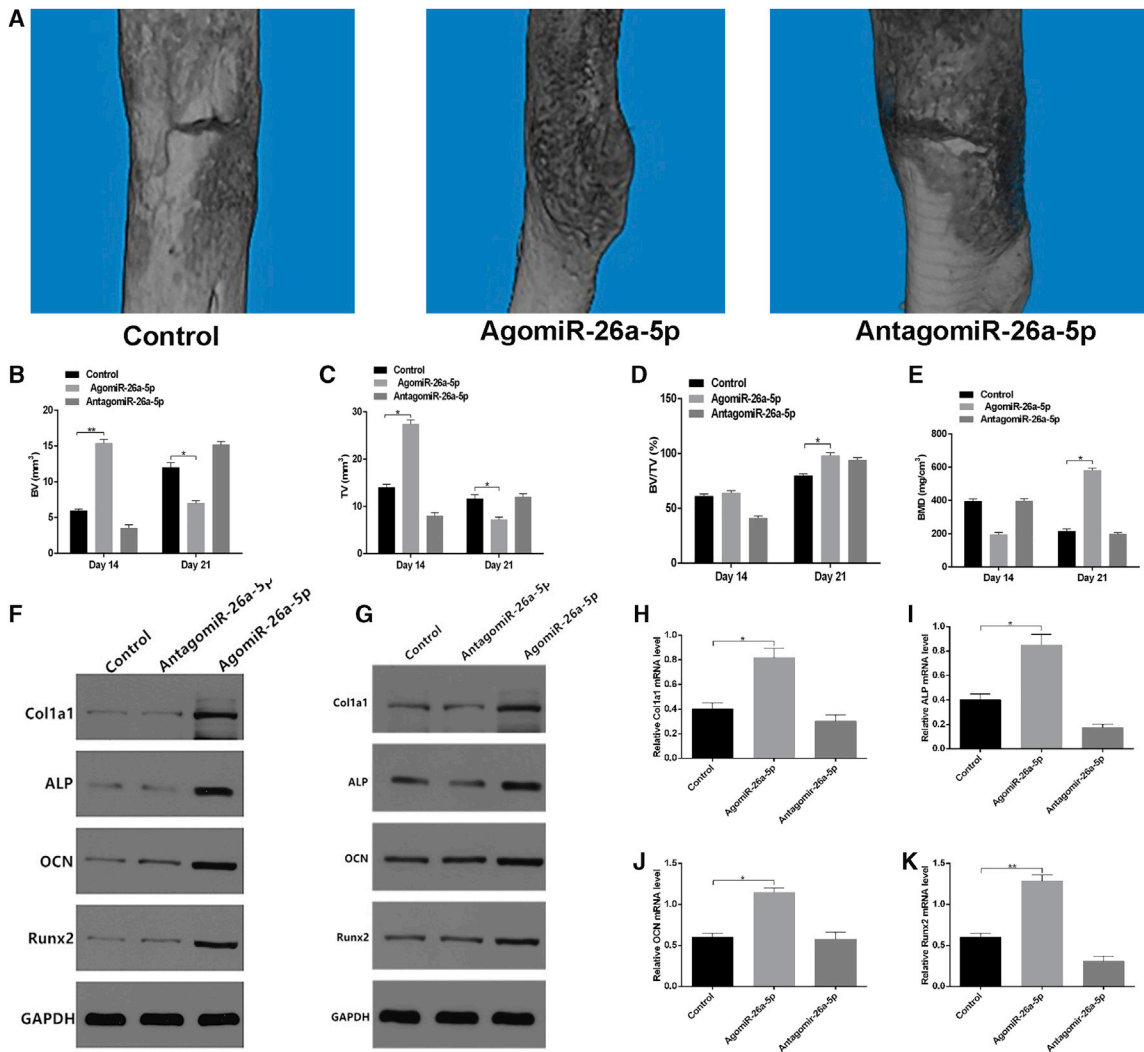 A
Control
AgomiR-26a-5p
AntagomiR-26a-5p
B
Control
AgomiR-26a-5p
AntagomiR-26a-5p
BV (mm³)
20
15
10
5
0
**
*
Day 14
Day 21
C
Control
AgomiR-26a-5p
AntagomiR-26a-5p
TV (mm³)
30
20
10
0
*
*
Day 14
Day 21
D
Control
AgomiR-26a-5p
AntagomiR-26a-5p
BV/TV (%)
150
100
50
0
*
Day 14
Day 21
E
Control
AgomiR-26a-5p
AntagomiR-26a-5p
BMD (mg/cm³)
800
600
400
200
0
*
Day 14
Day 21
F
Control
AntagomiR-26a-5p
AgomiR-26a-5p
Col1a1
ALP
OCN
Runx2
GAPDH
G
Control
AntagomiR-26a-5p
AgomiR-26a-5p
Col1a1
ALP
OCN
Runx2
GAPDH
H
Relative Col1a1 mRNA level
1.0
0.8
0.6
0.4
0.2
0.0
*
Control
AgomiR-26a-5p
Antagomir-26a-5p
I
Relative ALP mRNA level
1.0
0.8
0.6
0.4
0.2
0.0
*
Control
AgomiR-26a-5p
Antagomir-26a-5p
J
Relative OCN mRNA level
1.5
1.0
0.5
0.0
*
Control
AgomiR-26a-5p
Antagomir-26a-5p
K
Relative Runx2 mRNA level
1.5
1.0
0.5
0.0
**
Control
AgomiR-26a-5p
Antagomir-26a-5p